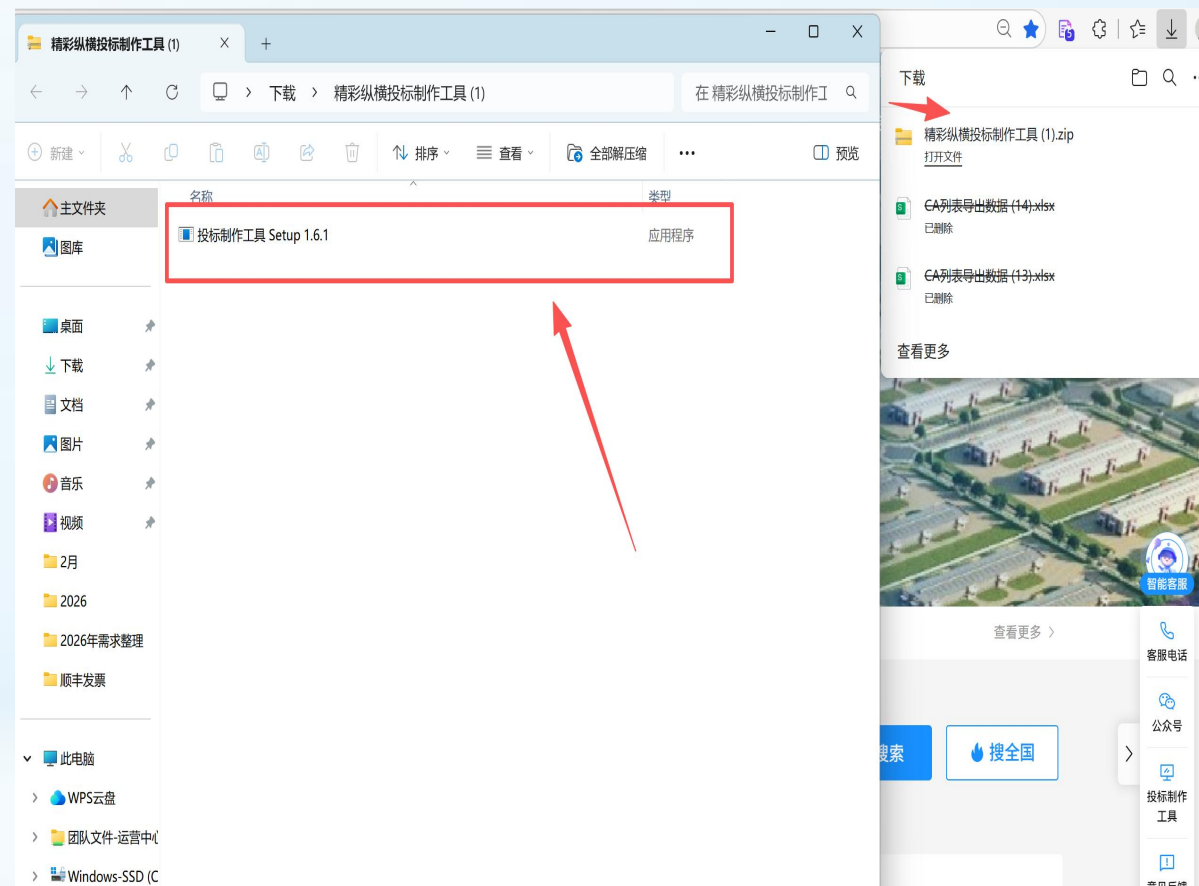 精彩纵横投标制作工具 (1)
下载
精彩纵横投标制作工具 (1)
在 精彩纵横投标制作工
新建
排序
查看
全部解压缩
预览
名称
类型
投标制作工具 Setup 1.6.1
应用程序
主文件夹
图库
桌面
下载
文档
图片
音乐
视频
2月
2026
2026年需求整理
顺丰发票
此电脑
WPS云盘
团队文件-运营中心
Windows-SSD (C
下载
精彩纵横投标制作工具 (1).zip
打开文件
CA列表导出数据 (14).xlsx
已删除
CA列表导出数据 (13).xlsx
已删除
查看更多
智能客服
查看更多
客服电话
公众号
搜索
搜全国
投标制作
工具
意见反馈